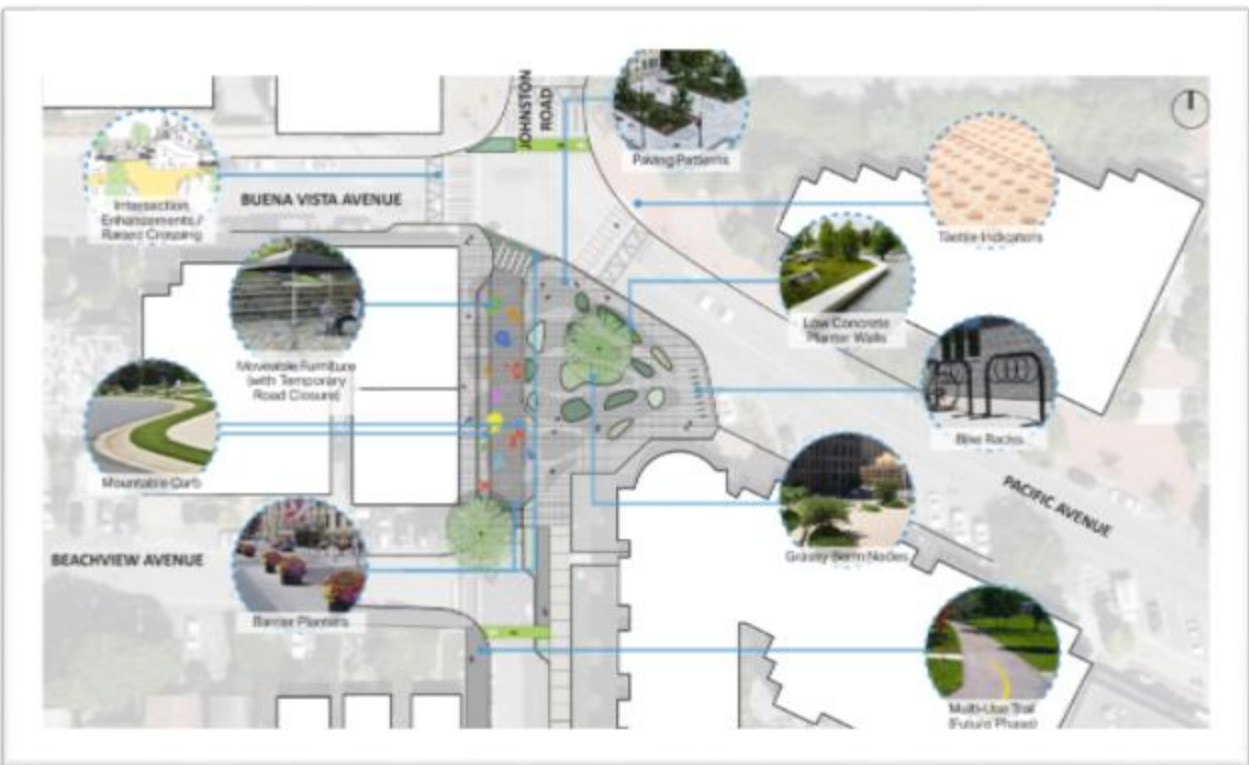 JOHNSTON
ROAD
Paving Patterns
Intersection
Enhancements /
Raised Crossing
BUENA VISTA AVENUE
Tactile Indicators
Low Concrete
Planter Walls
Moveable Furniture
(with Temporary
Road Closure)
Bike Racks
Mountable Curb
PACIFIC AVENUE
Grassy Berm Nodes
BEACHVIEW AVENUE
Barrier Planters
Multi-Use Trail
(Future Phase)